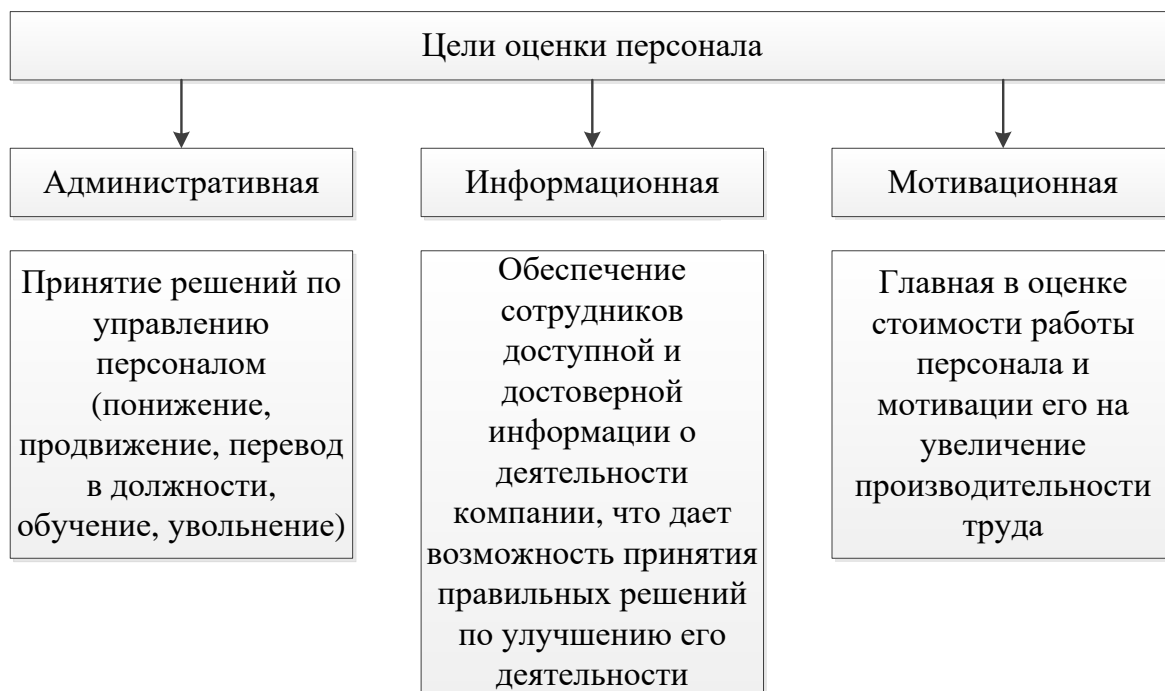 Цели оценки персонала
Административная
Информационная
Мотивационная
Принятие решений по
управлению
персоналом
(понижение,
продвижение, перевод
в должности,
обучение, увольнение)
Обеспечение
сотрудников
доступной и
достоверной
информации о
деятельности
компании, что дает
возможность принятия
правильных решений
по улучшению его
деятельности
Главная в оценке
стоимости работы
персонала и
мотивации его на
увеличение
производительности
труда